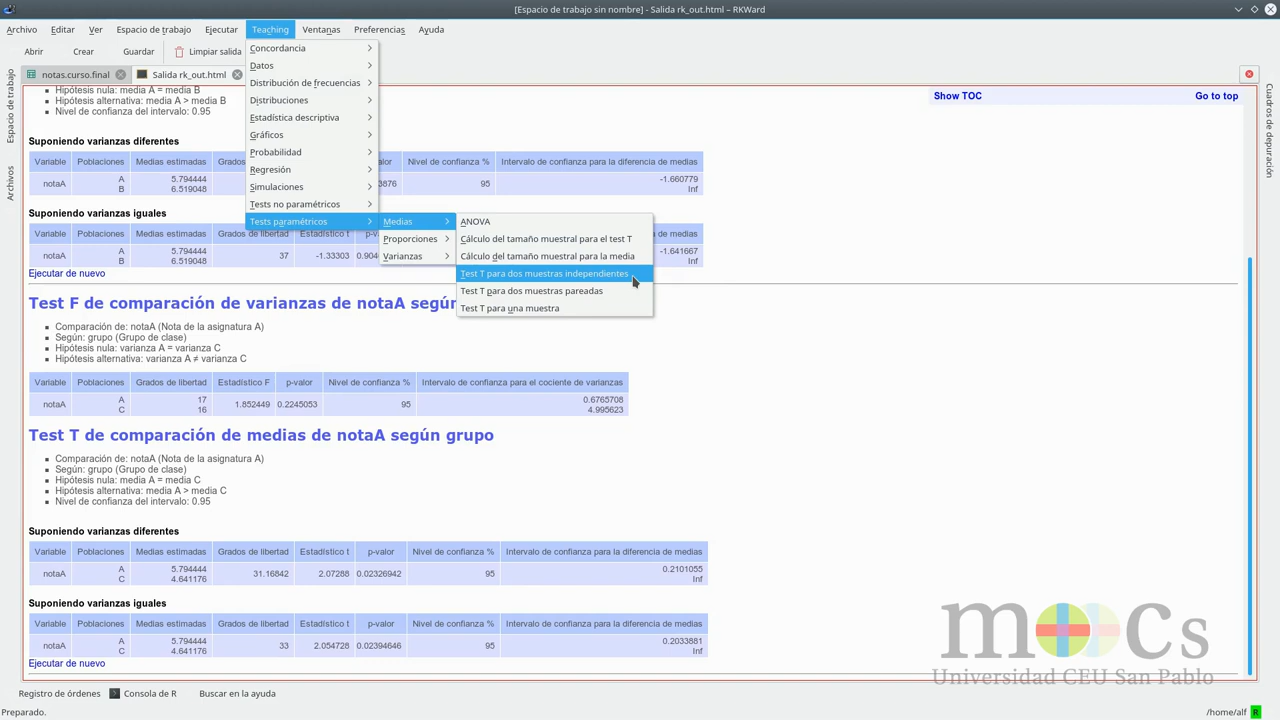 [Espacio de trabajo sin nombre] - Salida rk_out.html – RKWard
Archivo Editar Ver Espacio de trabajo Ejecutar Teaching Ventanas Preferencias Ayuda
Abrir Crear Guardar Limpiar salida
notas.curso.final Salida rk_out.html
Espacio de trabajo
Archivos
Cuadros de depuración
Concordancia
Datos
Distribución de frecuencias
Distribuciones
Estadística descriptiva
Gráficos
Probabilidad
Regresión
Simulaciones
Tests no paramétricos
Tests paramétricos
Medias
Proporciones
Varianzas
ANOVA
Cálculo del tamaño muestral para el test T
Cálculo del tamaño muestral para la media
Test T para dos muestras independientes
Test T para dos muestras pareadas
Test T para una muestra
Show TOC Go to top
Hipótesis nula: media A = media B
Hipótesis alternativa: media A > media B
Nivel de confianza del intervalo: 0.95
Suponiendo varianzas diferentes
Variable Poblaciones Medias estimadas Grados alor Nivel de confianza % Intervalo de confianza para la diferencia de medias
notaA A 5.794444 3876 95 -1.660779
B 6.519048 Inf
Suponiendo varianzas iguales
Variable Poblaciones Medias estimadas Grados de libertad Estadístico t p-v de medias
notaA A 5.794444 37 -1.33303 0.904 -1.641667
B 6.519048 Inf
Ejecutar de nuevo
Test F de comparación de varianzas de notaA según
Comparación de: notaA (Nota de la asignatura A)
Según: grupo (Grupo de clase)
Hipótesis nula: varianza A = varianza C
Hipótesis alternativa: varianza A ≠ varianza C
Variable Poblaciones Grados de libertad Estadístico F p-valor Nivel de confianza % Intervalo de confianza para el cociente de varianzas
notaA A 17 1.852449 0.2245053 95 0.6765708
C 16 4.995623
Test T de comparación de medias de notaA según grupo
Comparación de: notaA (Nota de la asignatura A)
Según: grupo (Grupo de clase)
Hipótesis nula: media A = media C
Hipótesis alternativa: media A > media C
Nivel de confianza del intervalo: 0.95
Suponiendo varianzas diferentes
Variable Poblaciones Medias estimadas Grados de libertad Estadístico t p-valor Nivel de confianza % Intervalo de confianza para la diferencia de medias
notaA A 5.794444 31.16842 2.07288 0.02326942 95 0.2101055
C 4.641176 Inf
Suponiendo varianzas iguales
Variable Poblaciones Medias estimadas Grados de libertad Estadístico t p-valor Nivel de confianza % Intervalo de confianza para la diferencia de medias
notaA A 5.794444 33 2.054728 0.02394646 95 0.2033881
C 4.641176 Inf
Ejecutar de nuevo
moocs
Universidad CEU San Pablo
Registro de órdenes Consola de R Buscar en la ayuda
Preparado. /home/alf R